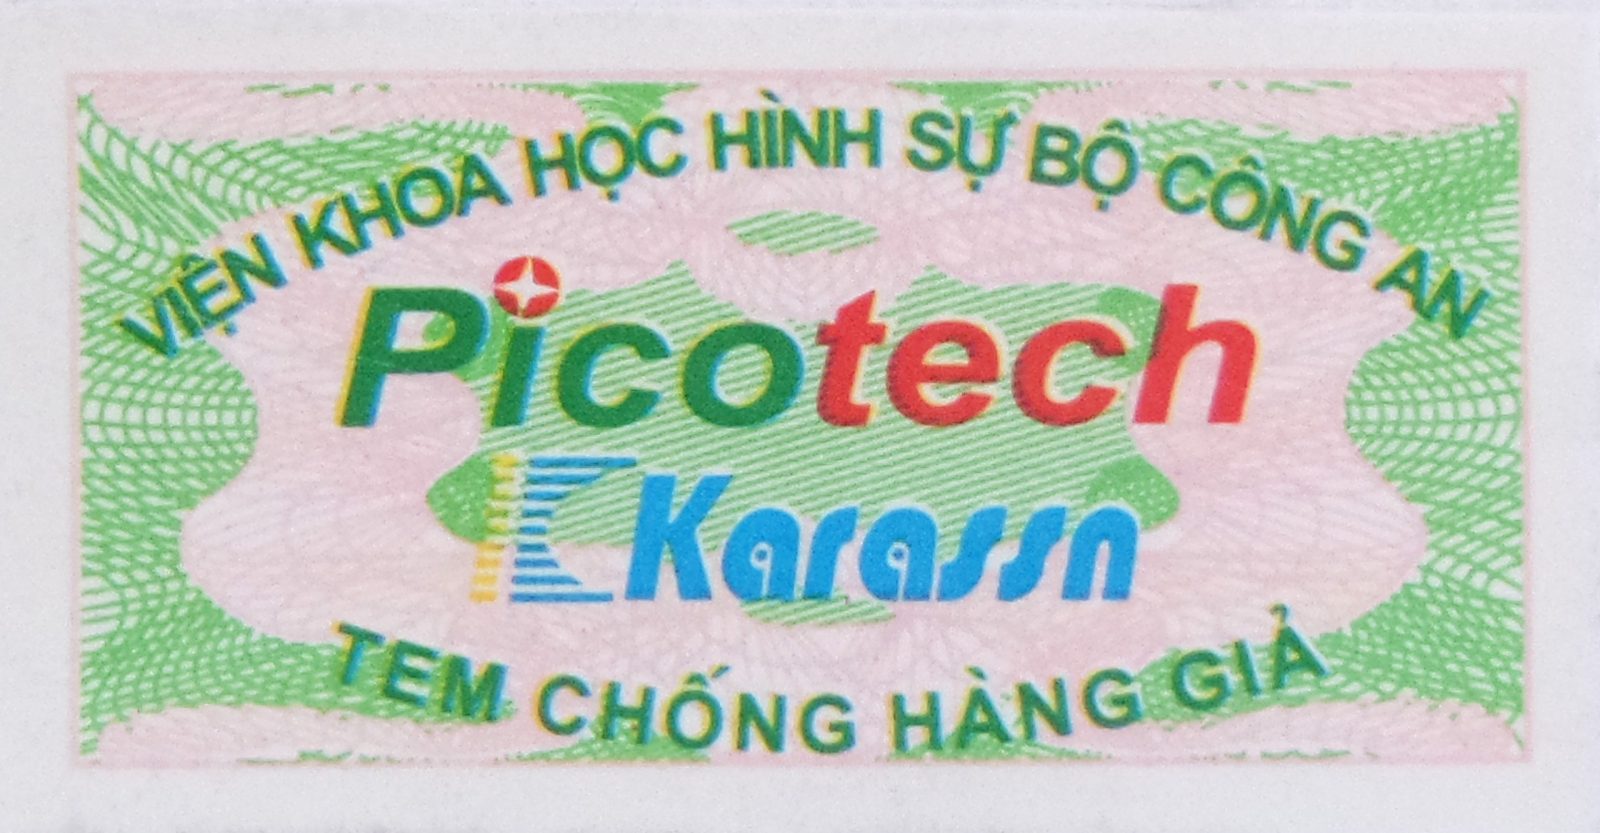 VIỆN KHOA HỌC HÌNH SỰ BỘ CÔNG AN
Picotech
Karassn
TEM CHỐNG HÀNG GIẢ